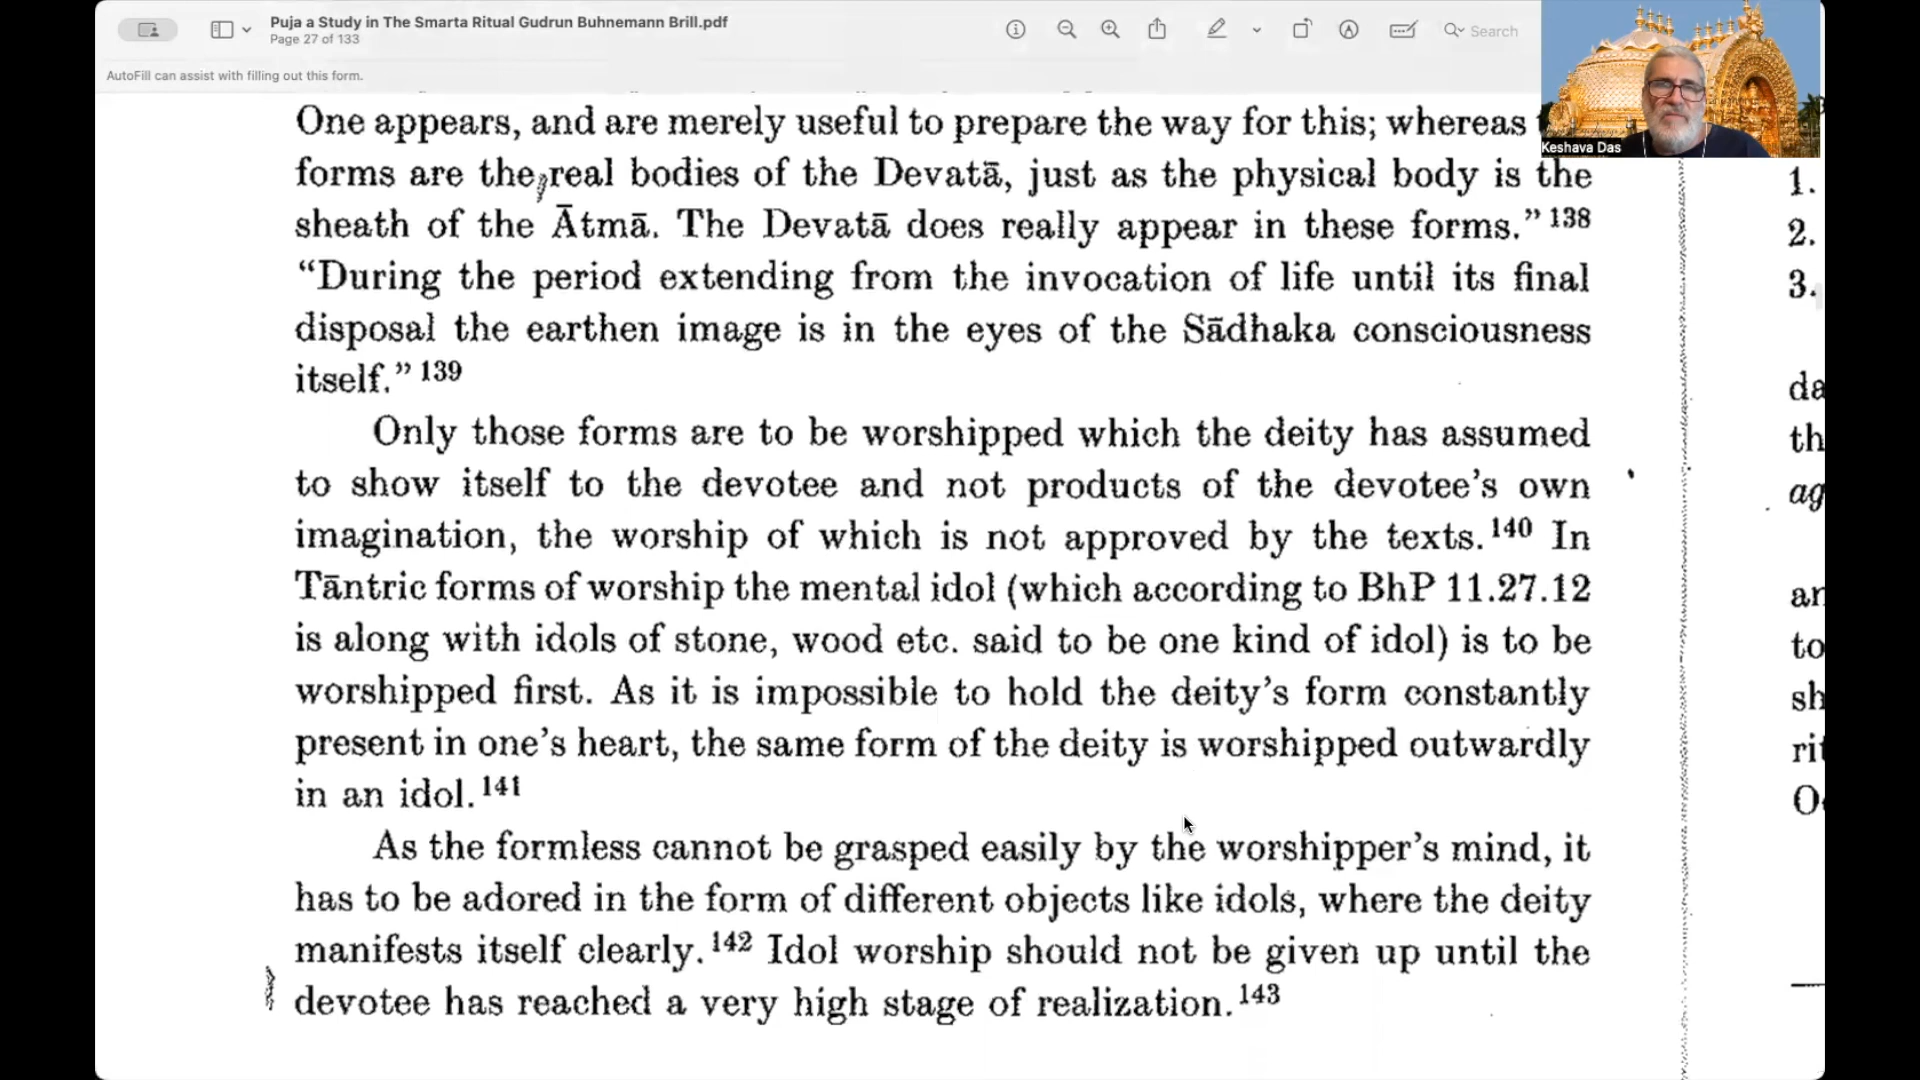 Puja a Study in The Smarta Ritual Gudrun Buhnemann Brill.pdf
Page 27 of 133
Search
AutoFill can assist with filling out this form.
Keshava Das
One appears, and are merely useful to prepare the way for this; whereas
forms are the real bodies of the Devatā, just as the physical body is the
sheath of the Ātmā. The Devatā does really appear in these forms.” 138
“During the period extending from the invocation of life until its final
disposal the earthen image is in the eyes of the Sādhaka consciousness
itself.” 139
Only those forms are to be worshipped which the deity has assumed
to show itself to the devotee and not products of the devotee’s own
imagination, the worship of which is not approved by the texts. 140 In
Tāntric forms of worship the mental idol (which according to BhP 11.27.12
is along with idols of stone, wood etc. said to be one kind of idol) is to be
worshipped first. As it is impossible to hold the deity’s form constantly
present in one’s heart, the same form of the deity is worshipped outwardly
in an idol. 141
As the formless cannot be grasped easily by the worshipper’s mind, it
has to be adored in the form of different objects like idols, where the deity
manifests itself clearly. 142 Idol worship should not be given up until the
devotee has reached a very high stage of realization. 143
1.
2.
3.
da
th
ag
an
to
sh
rit